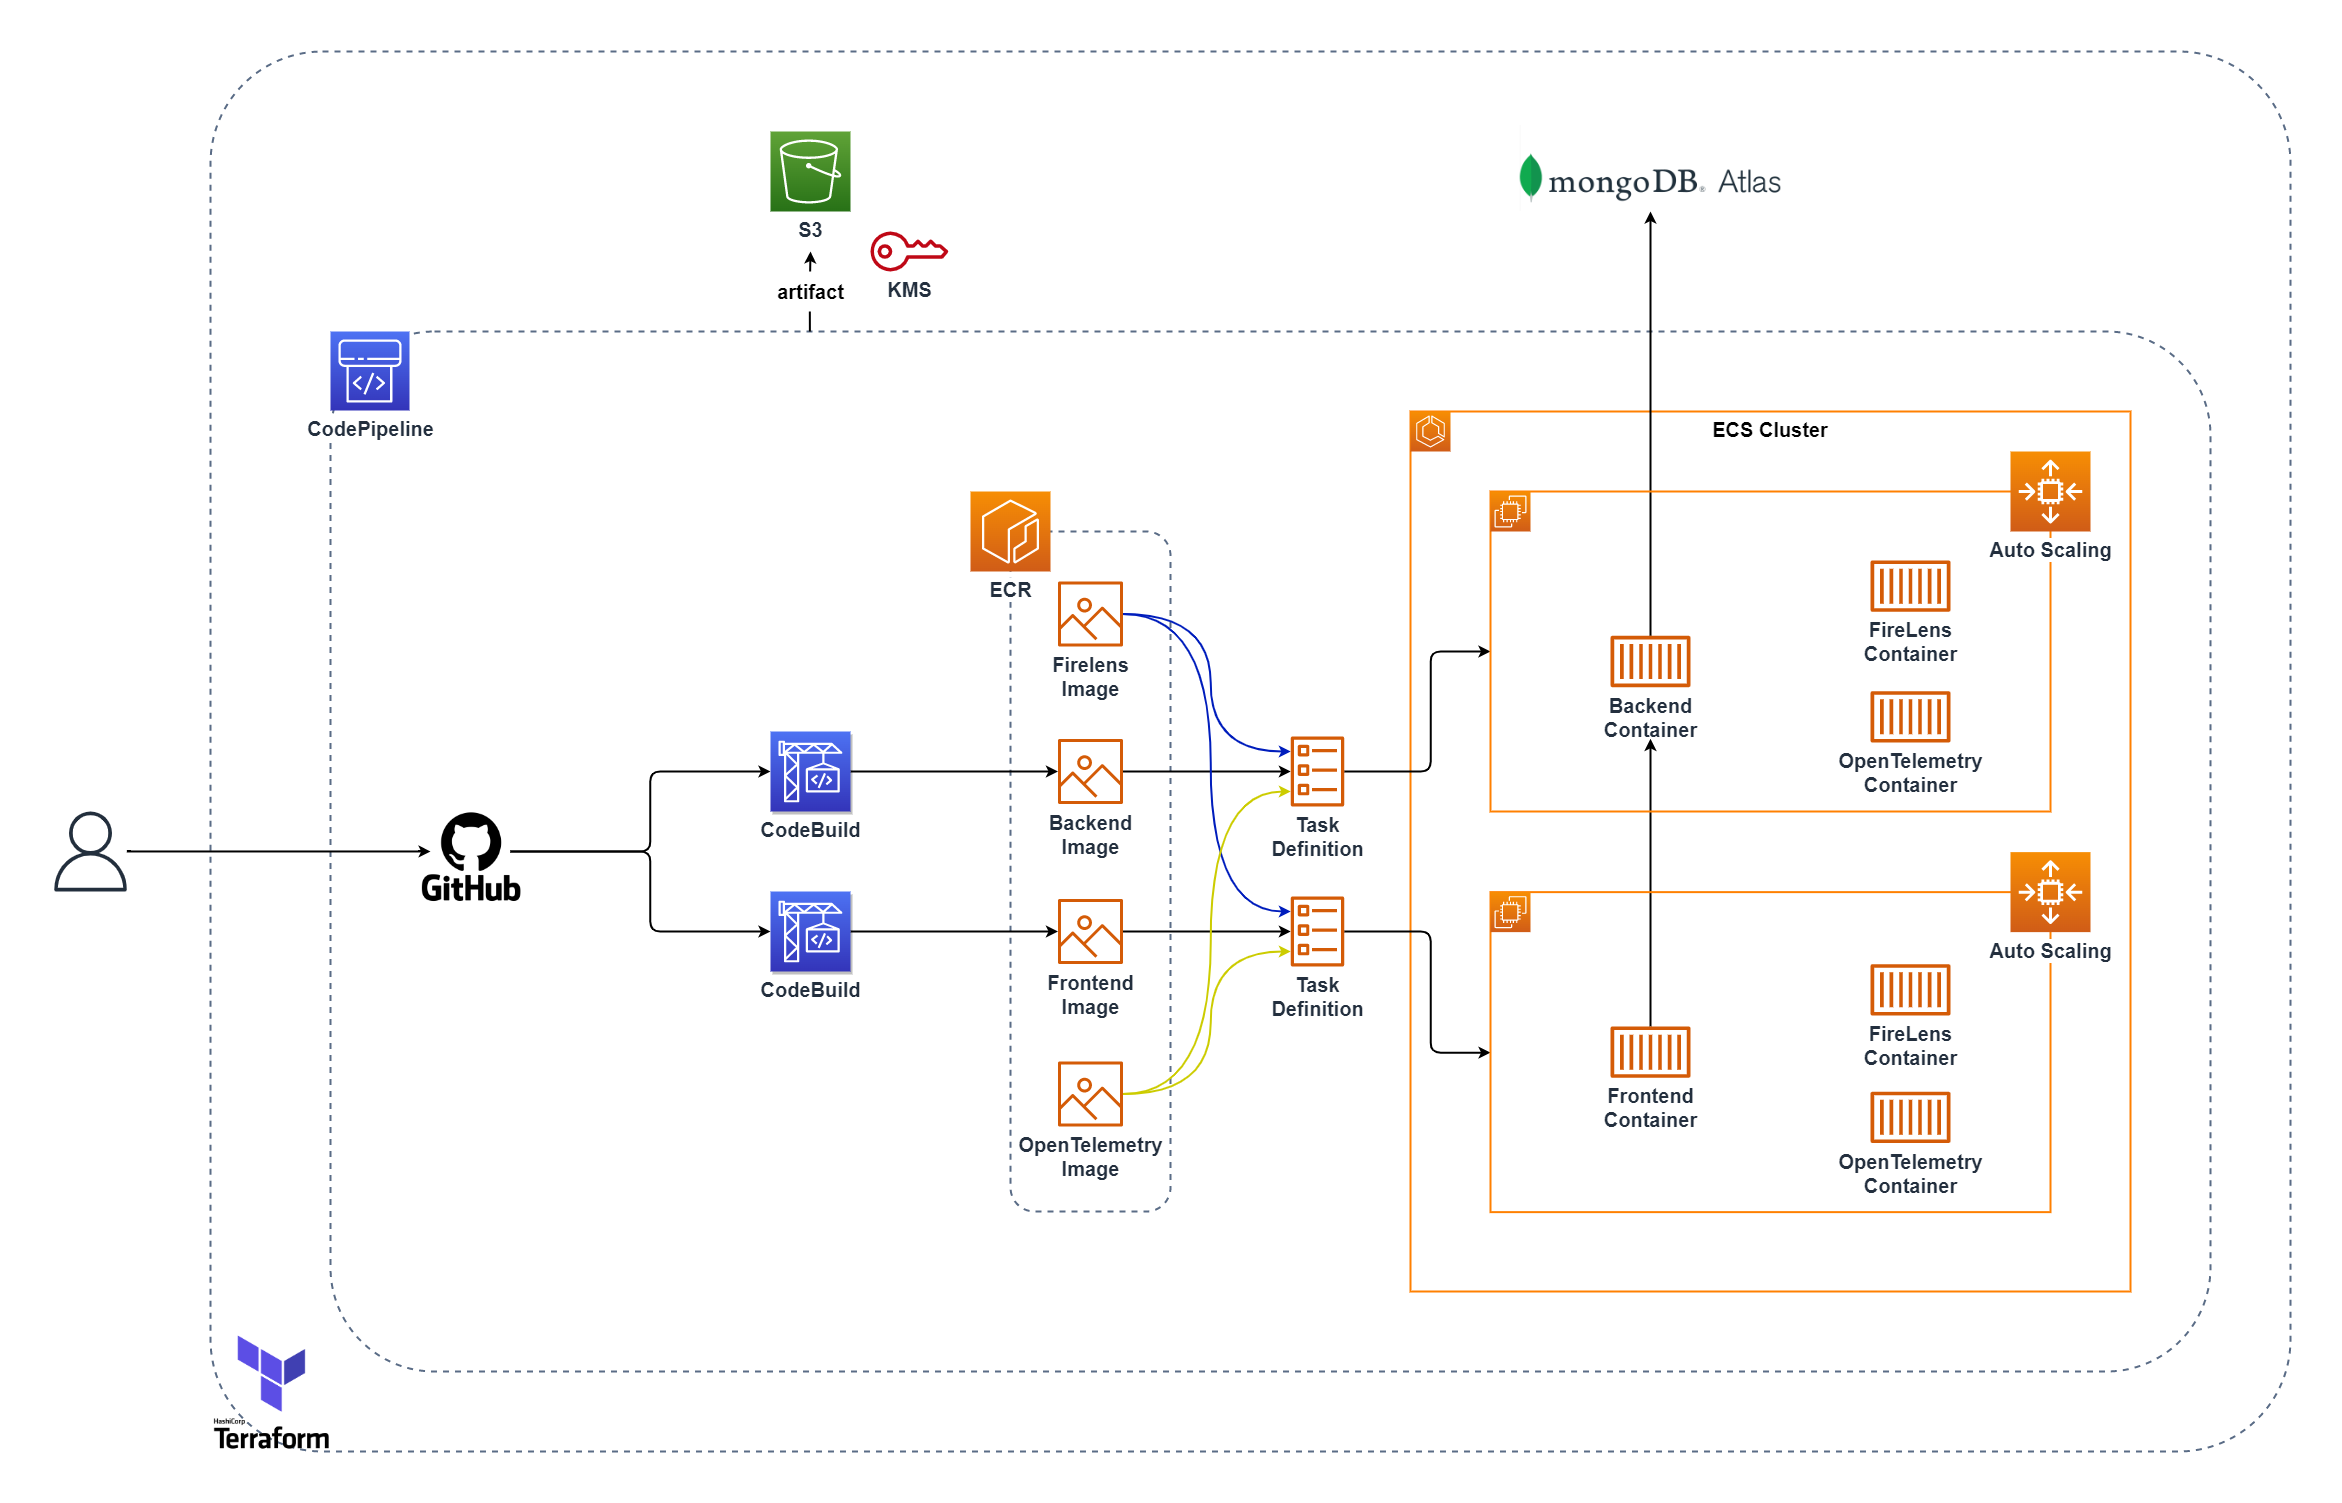 S3
KMS
artifact
mongoDB® Atlas
CodePipeline
ECS Cluster
Auto Scaling
ECR
FireLens
Container
Firelens
Image
Backend
Container
OpenTelemetry
Container
CodeBuild
Backend
Image
Task
Definition
GitHub
Auto Scaling
CodeBuild
Frontend
Image
Task
Definition
FireLens
Container
Frontend
Container
OpenTelemetry
Image
OpenTelemetry
Container
HashiCorp
Terraform